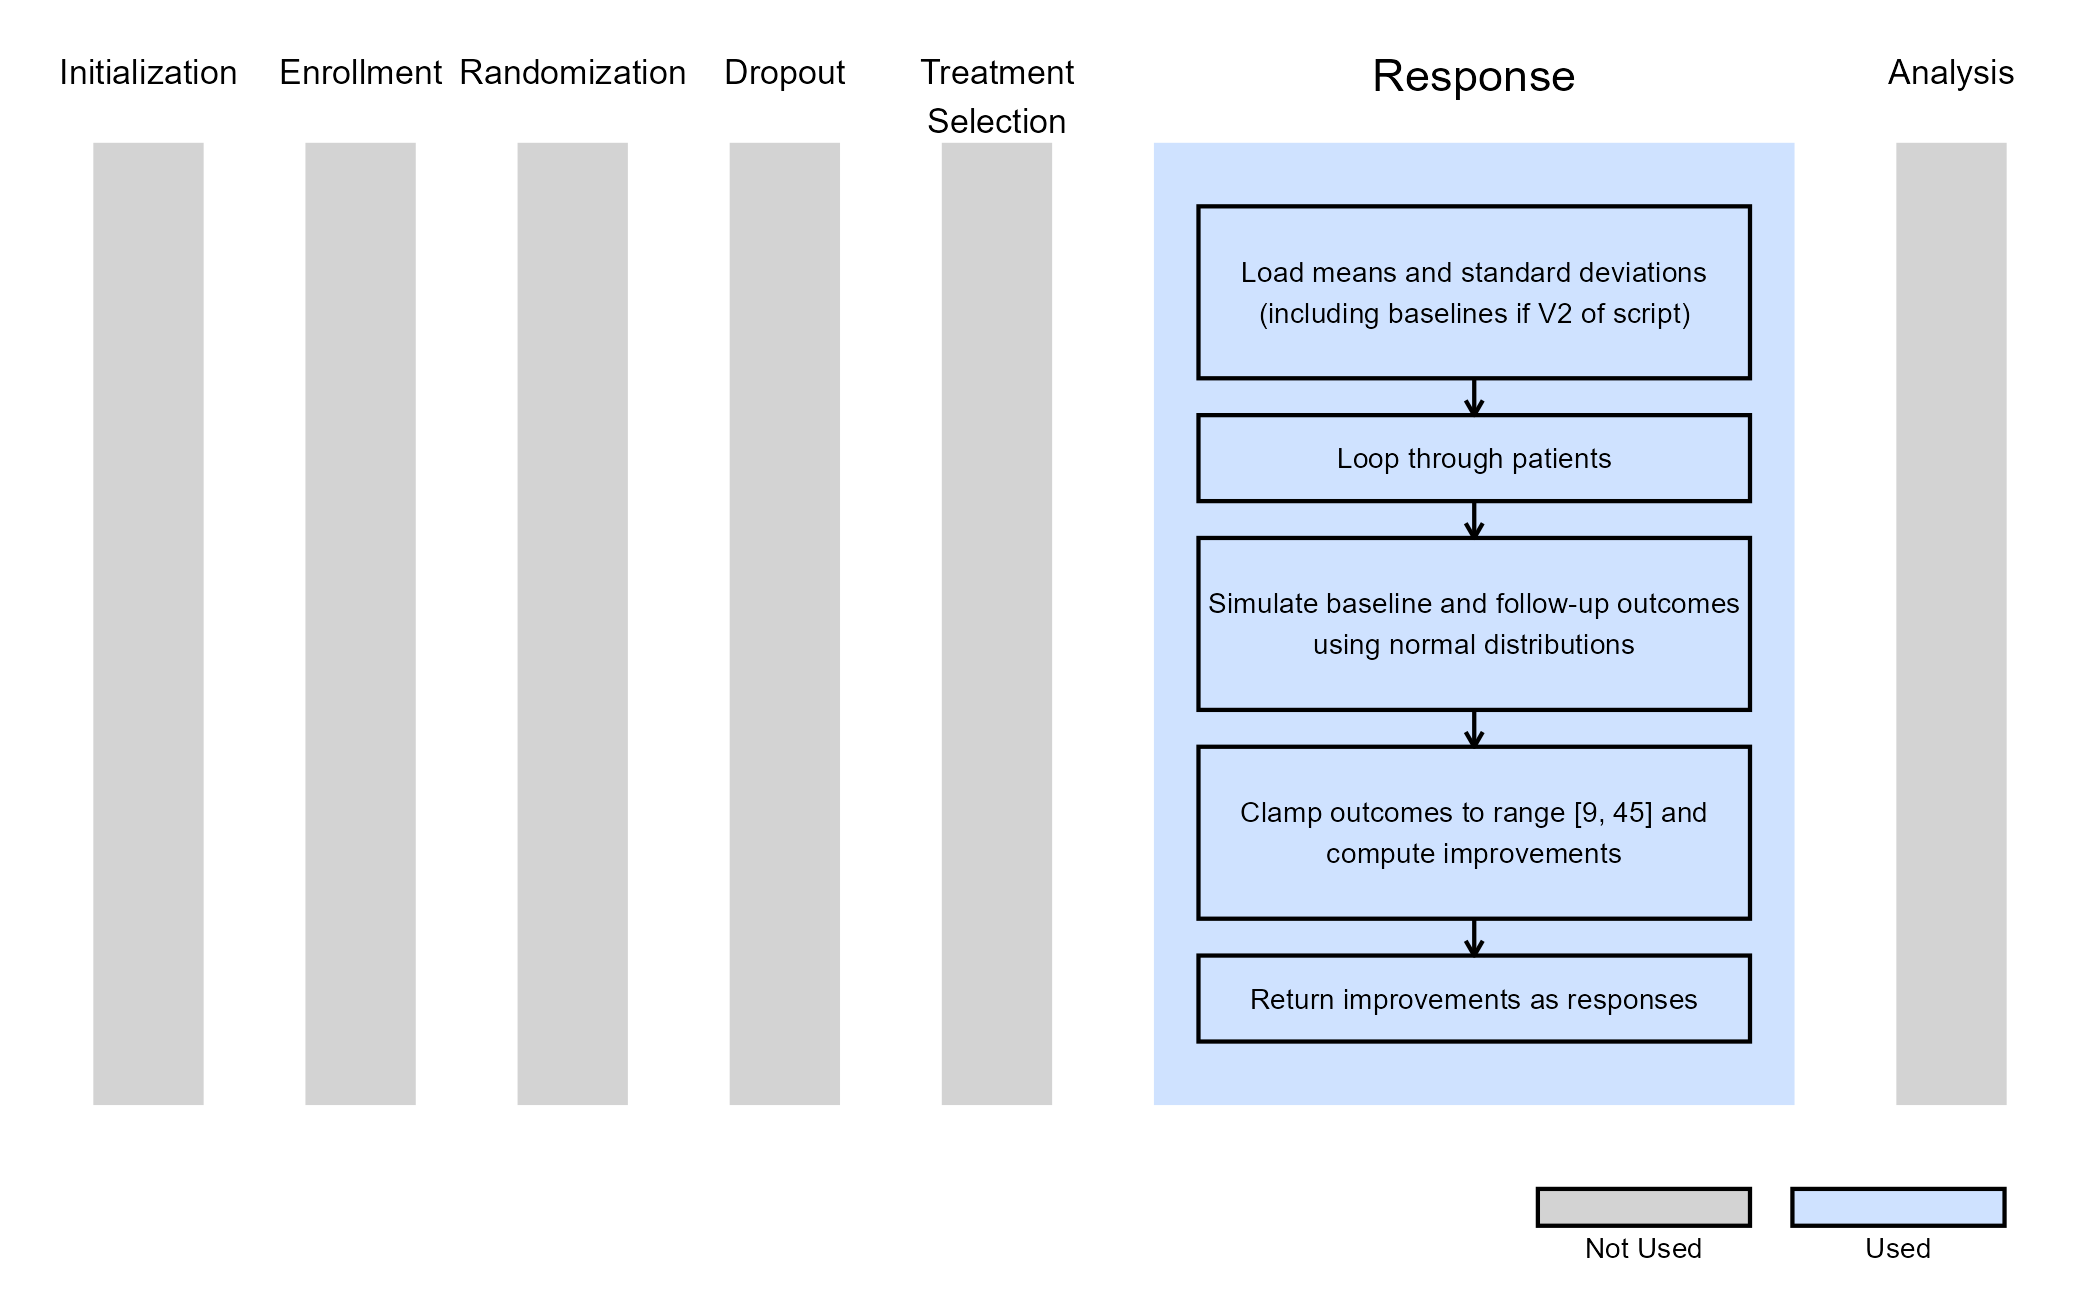 Initialization
Enrollment
Randomization
Dropout
Treatment
Selection
Response
Analysis
Load means and standard deviations
(including baselines if V2 of script)
Loop through patients
Simulate baseline and follow-up outcomes
using normal distributions
Clamp outcomes to range [9, 45] and
compute improvements
Return improvements as responses
Not Used
Used